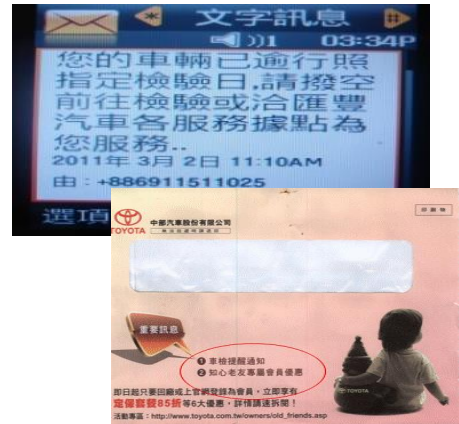 文字訊息
03:34P
您的車輛已逾行照
指定檢驗日,請撥空
前往檢驗或洽匯豐
汽車各服務據點為
您服務..
2011年 3月 2日 11:10AM
由：+886911511025
選項
TOYOTA
中部汽車股份有限公司
印刷物
重要訊息
❶ 車檢提醒通知
❷ 知心老友專屬會員優惠
TOYOTA
即日起只要回廠或上官網登錄為會員，立即享有
定保套餐85折等6大優惠，詳情請速拆閱！
活動專區：http://www.toyota.com.tw/owners/old_friends.asp